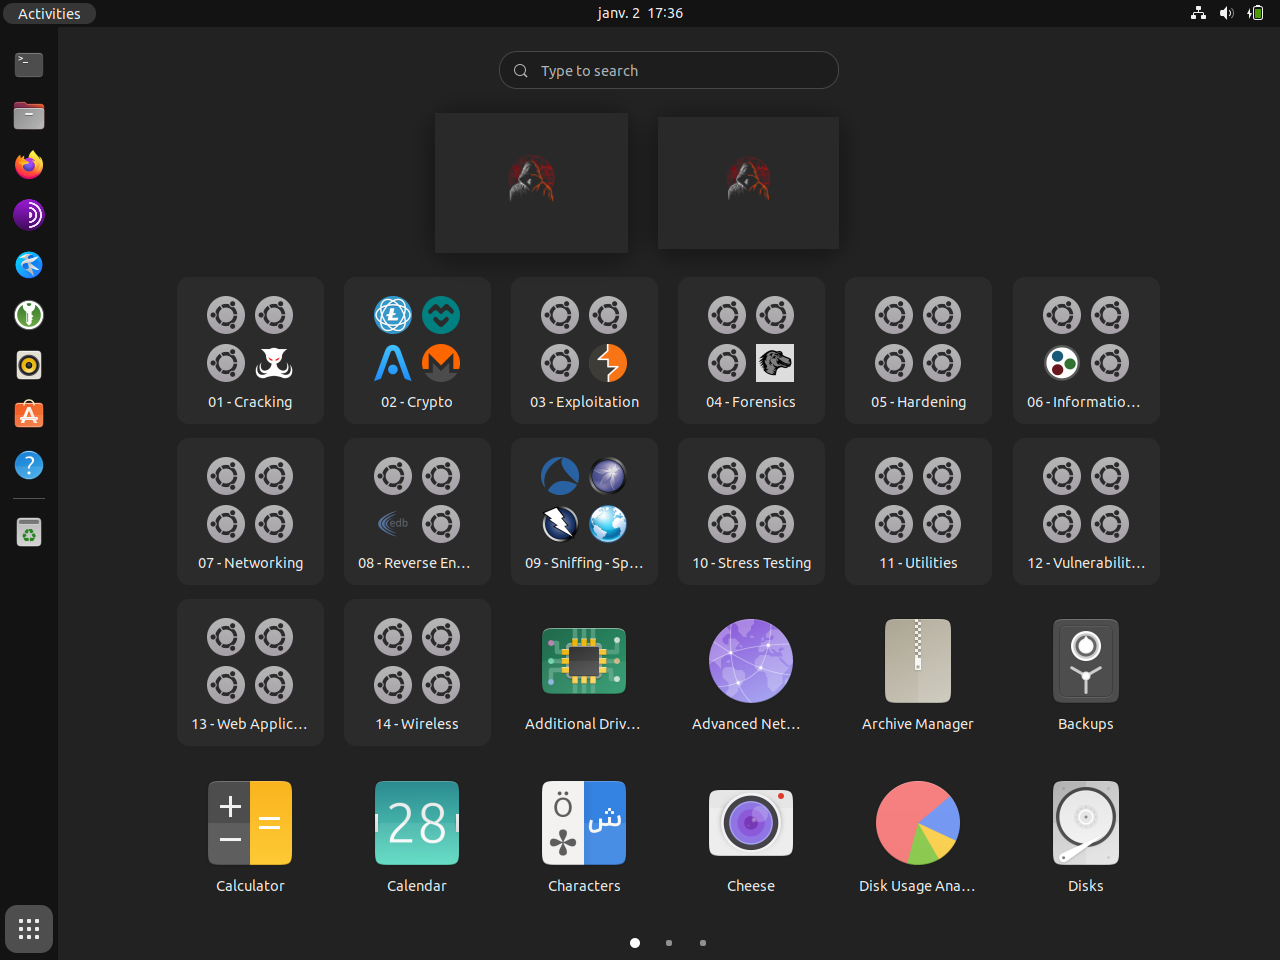 Activities
janv. 2 17:36
>_
Type to search
01 - Cracking
02 - Crypto
03 - Exploitation
04 - Forensics
05 - Hardening
06 - Informatio…
edb
07 - Networking
08 - Reverse En…
09 - Sniffing - Sp…
10 - Stress Testing
11 - Utilities
12 - Vulnerabilit…
13 - Web Applic…
14 - Wireless
Additional Driv…
Advanced Net…
Archive Manager
Backups
28
Ö
ش
Calculator
Calendar
Characters
Cheese
Disk Usage Ana…
Disks